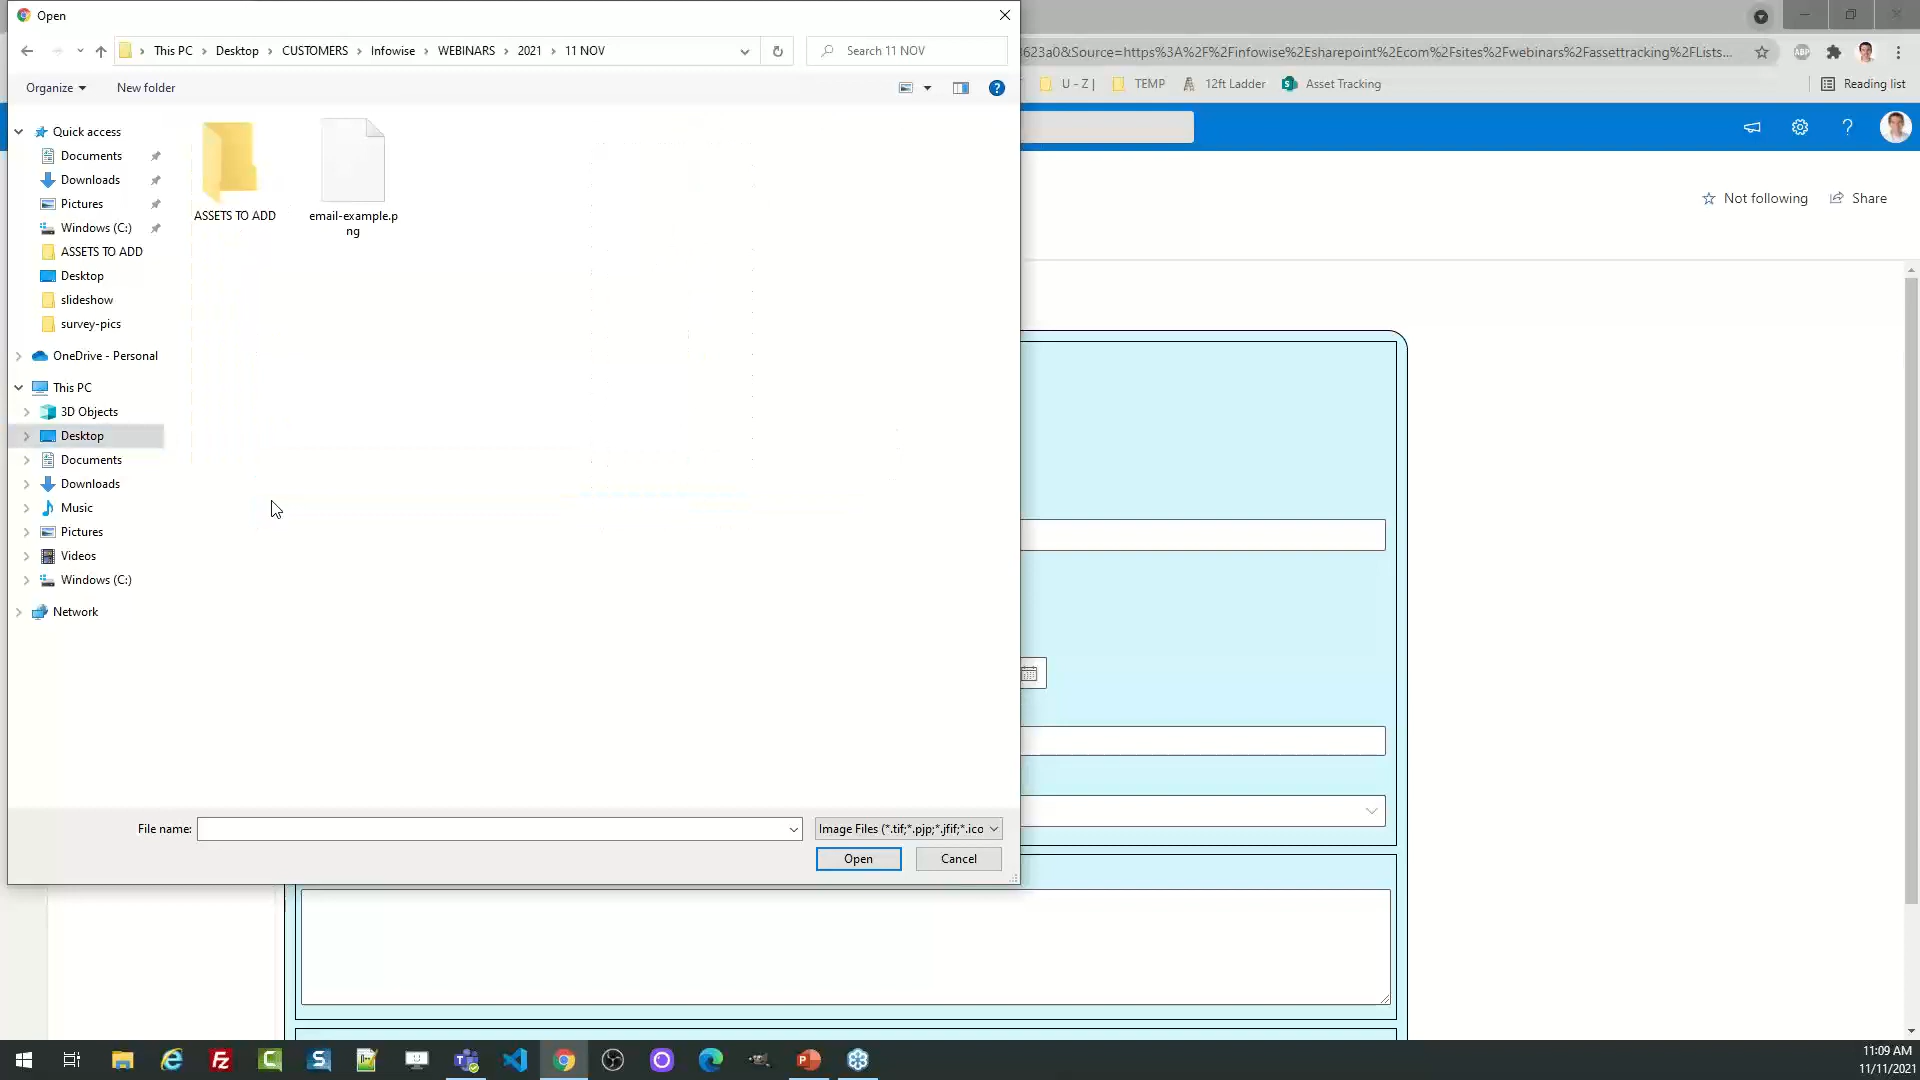 Open
This PC
Desktop
CUSTOMERS
Infowise
WEBINARS
2021
11 NOV
Search 11 NOV
623a0&Source=https%3A%2F%2Finfowise%2Esharepoint%2Ecom%2Fsites%2Fwebinars%2Fassettracking%2FLists...
Organize
New folder
U - Z |
TEMP
12ft Ladder
Asset Tracking
Reading list
Quick access
Documents
Downloads
Pictures
Windows (C:)
ASSETS TO ADD
Desktop
slideshow
survey-pics
OneDrive - Personal
This PC
3D Objects
Desktop
Documents
Downloads
Music
Pictures
Videos
Windows (C:)
Network
ASSETS TO ADD
email-example.p
ng
Not following
Share
File name:
Image Files (*.tif;*.pjp;*.jfif;*.ico
Open
Cancel
11:09 AM
11/11/2021